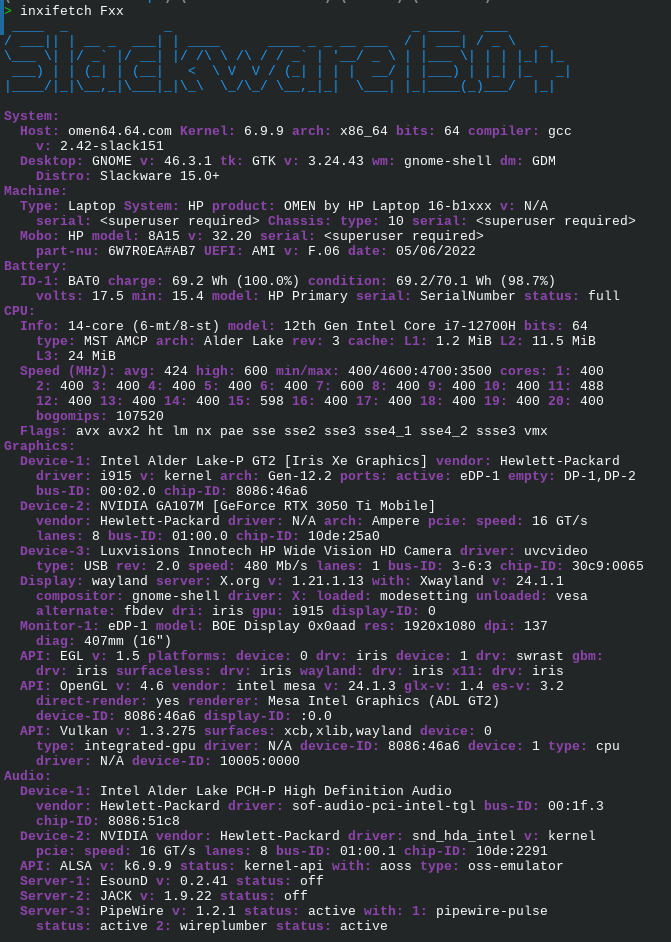 > inxifetch Fxx
Slackware 15.0+
System:
Host: omen64.64.com Kernel: 6.9.9 arch: x86_64 bits: 64 compiler: gcc
v: 2.42-slack151
Desktop: GNOME v: 46.3.1 tk: GTK v: 3.24.43 wm: gnome-shell dm: GDM
Distro: Slackware 15.0+
Machine:
Type: Laptop System: HP product: OMEN by HP Laptop 16-b1xxx v: N/A
serial: <superuser required> Chassis: type: 10 serial: <superuser required>
Mobo: HP model: 8A15 v: 32.20 serial: <superuser required>
part-nu: 6W7R0EA#AB7 UEFI: AMI v: F.06 date: 05/06/2022
Battery:
ID-1: BAT0 charge: 69.2 Wh (100.0%) condition: 69.2/70.1 Wh (98.7%)
volts: 17.5 min: 15.4 model: HP Primary serial: SerialNumber status: full
CPU:
Info: 14-core (6-mt/8-st) model: 12th Gen Intel Core i7-12700H bits: 64
type: MST AMCP arch: Alder Lake rev: 3 cache: L1: 1.2 MiB L2: 11.5 MiB
L3: 24 MiB
Speed (MHz): avg: 424 high: 600 min/max: 400/4600:4700:3500 cores: 1: 400
2: 400 3: 400 4: 400 5: 400 6: 400 7: 600 8: 400 9: 400 10: 400 11: 488
12: 400 13: 400 14: 400 15: 598 16: 400 17: 400 18: 400 19: 400 20: 400
bogomips: 107520
Flags: avx avx2 ht lm nx pae sse sse2 sse3 sse4_1 sse4_2 ssse3 vmx
Graphics:
Device-1: Intel Alder Lake-P GT2 [Iris Xe Graphics] vendor: Hewlett-Packard
driver: i915 v: kernel arch: Gen-12.2 ports: active: eDP-1 empty: DP-1,DP-2
bus-ID: 00:02.0 chip-ID: 8086:46a6
Device-2: NVIDIA GA107M [GeForce RTX 3050 Ti Mobile]
vendor: Hewlett-Packard driver: N/A arch: Ampere pcie: speed: 16 GT/s
lanes: 8 bus-ID: 01:00.0 chip-ID: 10de:25a0
Device-3: Luxvisions Innotech HP Wide Vision HD Camera driver: uvcvideo
type: USB rev: 2.0 speed: 480 Mb/s lanes: 1 bus-ID: 3-6:3 chip-ID: 30c9:0065
Display: wayland server: X.org v: 1.21.1.13 with: Xwayland v: 24.1.1
compositor: gnome-shell driver: X: loaded: modesetting unloaded: vesa
alternate: fbdev dri: iris gpu: i915 display-ID: 0
Monitor-1: eDP-1 model: BOE Display 0x0aad res: 1920x1080 dpi: 137
diag: 407mm (16")
API: EGL v: 1.5 platforms: device: 0 drv: iris device: 1 drv: swrast gbm:
drv: iris surfaceless: drv: iris wayland: drv: iris x11: drv: iris
API: OpenGL v: 4.6 vendor: intel mesa v: 24.1.3 glx-v: 1.4 es-v: 3.2
direct-render: yes renderer: Mesa Intel Graphics (ADL GT2)
device-ID: 8086:46a6 display-ID: :0.0
API: Vulkan v: 1.3.275 surfaces: xcb,xlib,wayland device: 0
type: integrated-gpu driver: N/A device-ID: 8086:46a6 device: 1 type: cpu
driver: N/A device-ID: 10005:0000
Audio:
Device-1: Intel Alder Lake PCH-P High Definition Audio
vendor: Hewlett-Packard driver: sof-audio-pci-intel-tgl bus-ID: 00:1f.3
chip-ID: 8086:51c8
Device-2: NVIDIA vendor: Hewlett-Packard driver: snd_hda_intel v: kernel
pcie: speed: 16 GT/s lanes: 8 bus-ID: 01:00.1 chip-ID: 10de:2291
API: ALSA v: k6.9.9 status: kernel-api with: aoss type: oss-emulator
Server-1: EsounD v: 0.2.41 status: off
Server-2: JACK v: 1.9.22 status: off
Server-3: PipeWire v: 1.2.1 status: active with: 1: pipewire-pulse
status: active 2: wireplumber status: active